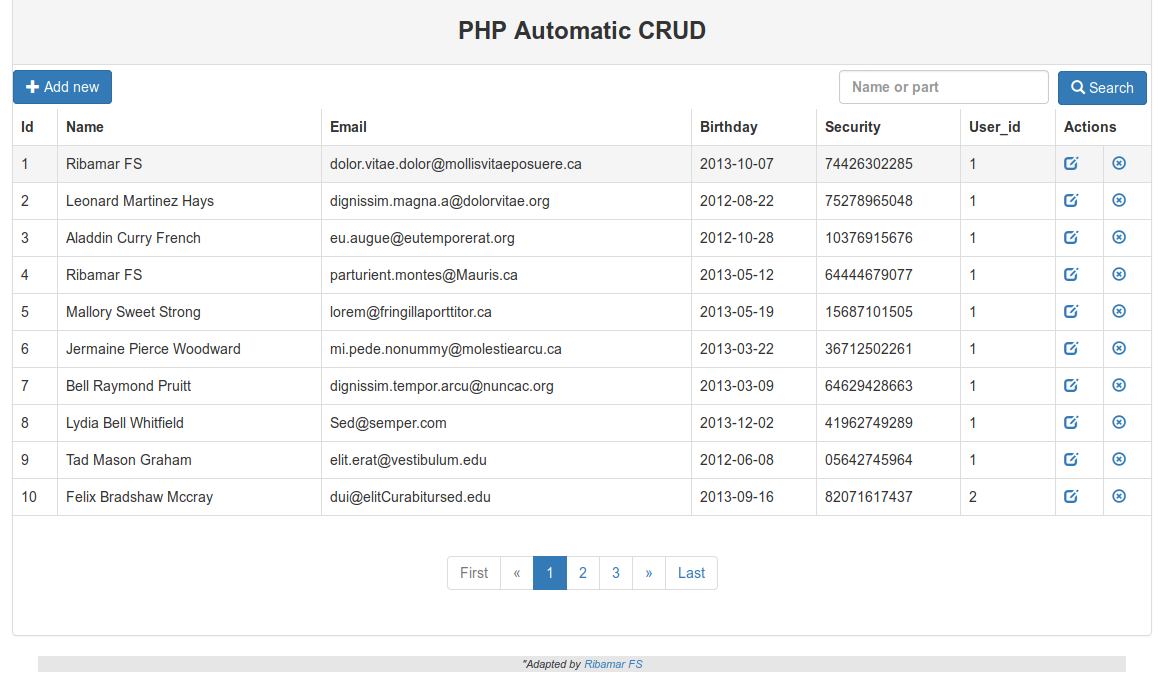 PHP Automatic CRUD
Add new
Name or part
Search
Id Name Email Birthday Security User_id Actions
1 Ribamar FS dolor.vitae.dolor@mollisvitaeposuere.ca 2013-10-07 74426302285 1
2 Leonard Martinez Hays dignissim.magna.a@dolorvitae.org 2012-08-22 75278965048 1
3 Aladdin Curry French eu.augue@eutemporerat.org 2012-10-28 10376915676 1
4 Ribamar FS parturient.montes@Mauris.ca 2013-05-12 64444679077 1
5 Mallory Sweet Strong lorem@fringillaporttitor.ca 2013-05-19 15687101505 1
6 Jermaine Pierce Woodward mi.pede.nonummy@molestiearcu.ca 2013-03-22 36712502261 1
7 Bell Raymond Pruitt dignissim.tempor.arcu@nuncac.org 2013-03-09 64629428663 1
8 Lydia Bell Whitfield Sed@semper.com 2013-12-02 41962749289 1
9 Tad Mason Graham elit.erat@vestibulum.edu 2012-06-08 05642745964 1
10 Felix Bradshaw Mccray dui@elitCurabitursed.edu 2013-09-16 82071617437 2
First « 1 2 3 » Last
"Adapted by Ribamar FS